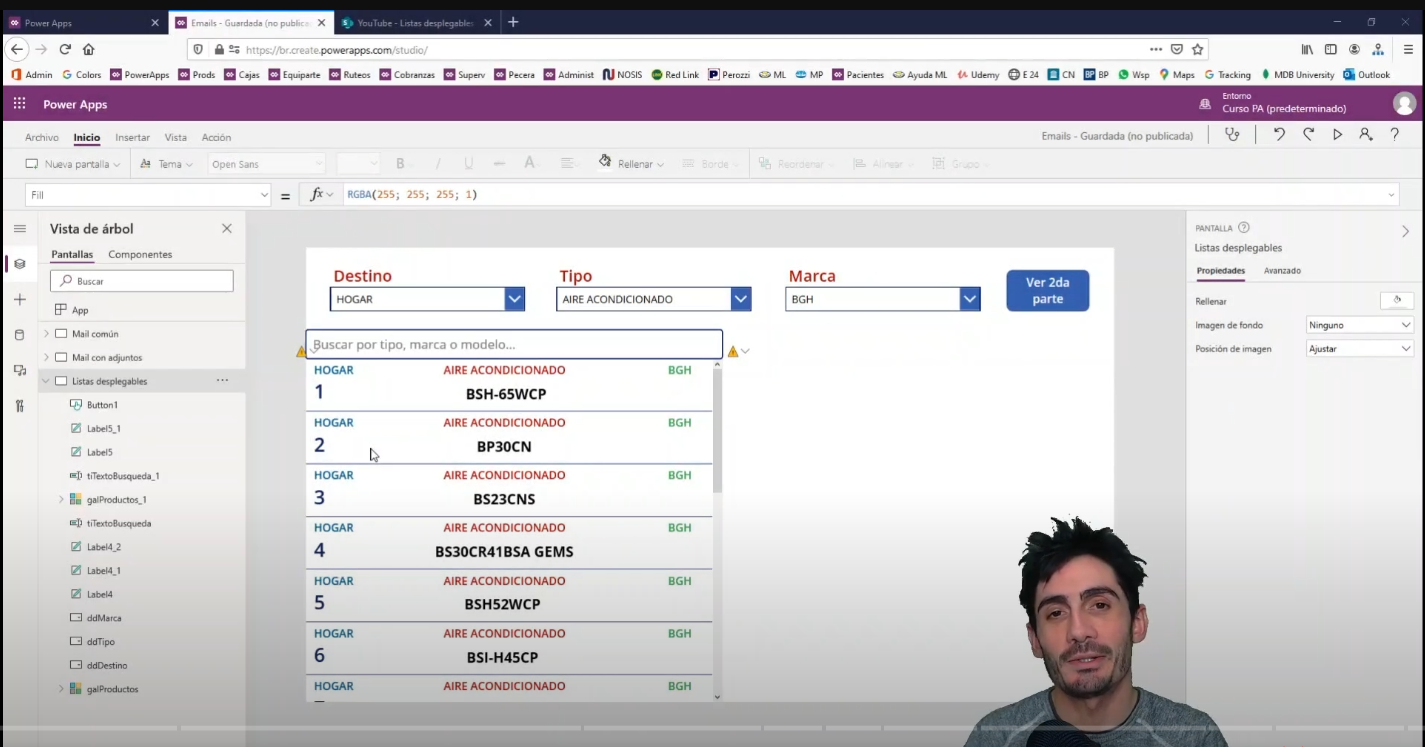 Power Apps
Emails - Guardada (no publica
YouTube - Listas desplegables
https://br.create.powerapps.com/studio/
Admin Colors PowerApps Prods Cajas Equiparte Ruteos Cobranzas Superv Pecera Administ NOSIS Red Link Perozzi ML MP Pacientes Ayuda ML Udemy E 24 CN BP Wsp Maps Tracking MDB University Outlook
Power Apps
Entorno
Curso PA (predeterminado)
Archivo Inicio Insertar Vista Acción
Emails - Guardada (no publicada)
Nueva pantalla Tema Open Sans B I U A Rellenar Borde Reordenar Alinear Grupo
Fill = fx RGBA(255; 255; 255; 1)
Vista de árbol
Pantallas Componentes
Buscar
App
Mail común
Mail con adjuntos
Listas desplegables
Button1
Label5_1
Label5
tiTextoBusqueda_1
galProductos_1
tiTextoBusqueda
Label4_2
Label4_1
Label4
ddMarca
ddTipo
ddDestino
galProductos
Destino Tipo Marca
HOGAR AIRE ACONDICIONADO BGH
Ver 2da
parte
Buscar por tipo, marca o modelo...
HOGAR AIRE ACONDICIONADO BGH
1 BSH-65WCP
HOGAR AIRE ACONDICIONADO BGH
2 BP30CN
HOGAR AIRE ACONDICIONADO BGH
3 BS23CNS
HOGAR AIRE ACONDICIONADO BGH
4 BS30CR41BSA GEMS
HOGAR AIRE ACONDICIONADO BGH
5 BSH52WCP
HOGAR AIRE ACONDICIONADO BGH
6 BSI-H45CP
HOGAR AIRE ACONDICIONADO BGH
PANTALLA
Listas desplegables
Propiedades Avanzado
Rellenar
Imagen de fondo Ninguno
Posición de imagen Ajustar